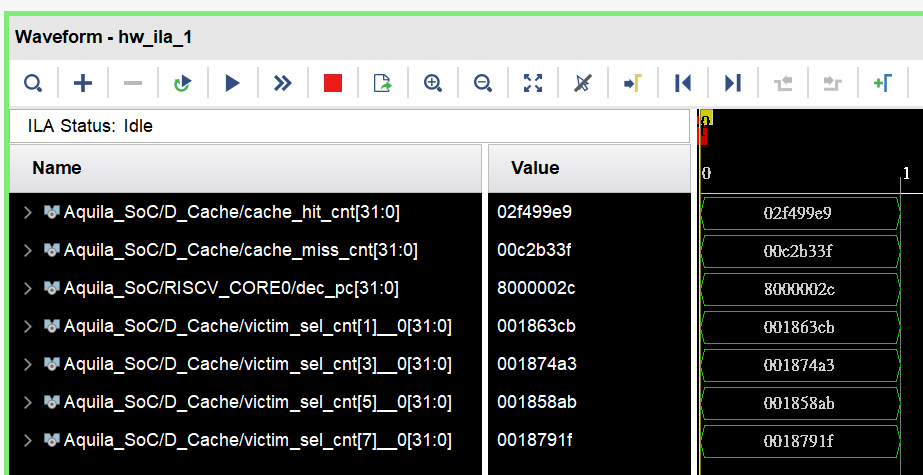 Waveform - hw_ila_1
ILA Status: Idle
0
0 1
Name Value
Aquila_SoC/D_Cache/cache_hit_cnt[31:0] 02f499e9 02f499e9
Aquila_SoC/D_Cache/cache_miss_cnt[31:0] 00c2b33f 00c2b33f
Aquila_SoC/RISCV_CORE0/dec_pc[31:0] 8000002c 8000002c
Aquila_SoC/D_Cache/victim_sel_cnt[1]__0[31:0] 001863cb 001863cb
Aquila_SoC/D_Cache/victim_sel_cnt[3]__0[31:0] 001874a3 001874a3
Aquila_SoC/D_Cache/victim_sel_cnt[5]__0[31:0] 001858ab 001858ab
Aquila_SoC/D_Cache/victim_sel_cnt[7]__0[31:0] 0018791f 0018791f